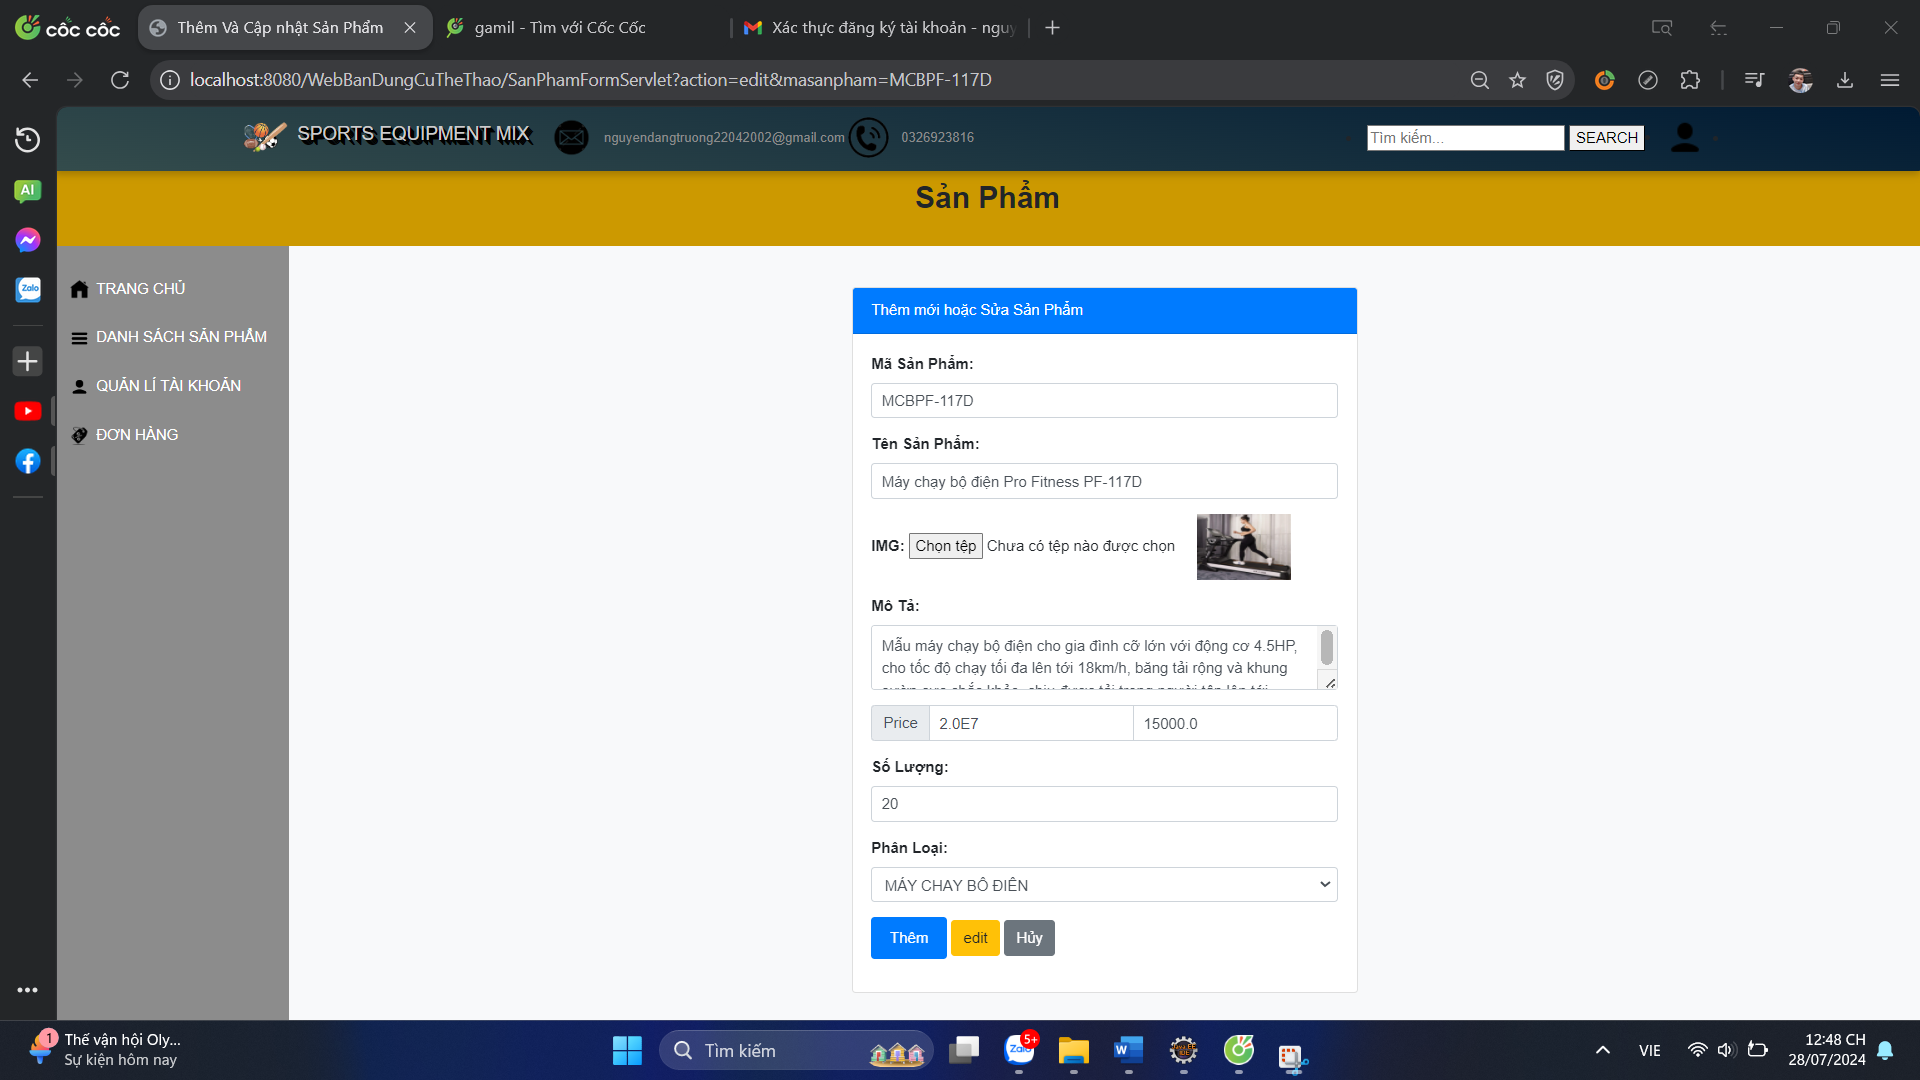 cốc cốc
Thêm Và Cập nhật Sản Phẩm
gamil - Tìm với Cốc Cốc
Xác thực đăng ký tài khoản - nguy
localhost:8080/WebBanDungCuTheThao/SanPhamFormServlet?action=edit&masanpham=MCBPF-117D
SPORTS EQUIPMENT MIX
nguyendangtruong22042002@gmail.com
0326923816
Tìm kiếm...
SEARCH
AI
Zalo
Sản Phẩm
TRANG CHỦ
DANH SÁCH SẢN PHẨM
QUẢN LÍ TÀI KHOẢN
ĐƠN HÀNG
Thêm mới hoặc Sửa Sản Phẩm
Mã Sản Phẩm:
MCBPF-117D
Tên Sản Phẩm:
Máy chạy bộ điện Pro Fitness PF-117D
IMG: Chọn tệp Chưa có tệp nào được chọn
Mô Tả:
Mẫu máy chạy bộ điện cho gia đình cỡ lớn với động cơ 4.5HP,
cho tốc độ chạy tối đa lên tới 18km/h, băng tải rộng và khung
Price 2.0E7 15000.0
Số Lượng:
20
Phân Loại:
MÁY CHẠY BỘ ĐIỆN
Thêm edit Hủy
1
Thế vận hội Oly...
Sự kiện hôm nay
Tìm kiếm
Zalo
5+
W
VIE
12:48 CH
28/07/2024